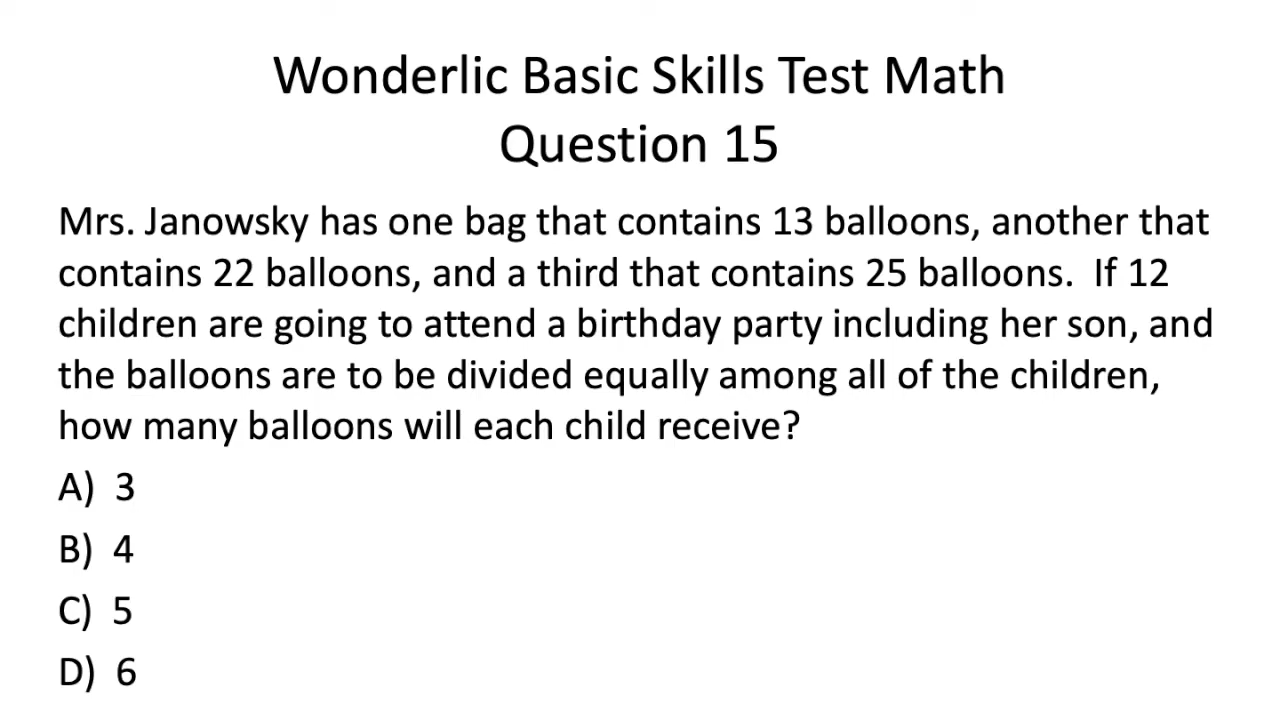 Wonderlic Basic Skills Test Math
Question 15
Mrs. Janowsky has one bag that contains 13 balloons, another that
contains 22 balloons, and a third that contains 25 balloons.  If 12
children are going to attend a birthday party including her son, and
the balloons are to be divided equally among all of the children,
how many balloons will each child receive?
A)  3
B)  4
C)  5
D)  6